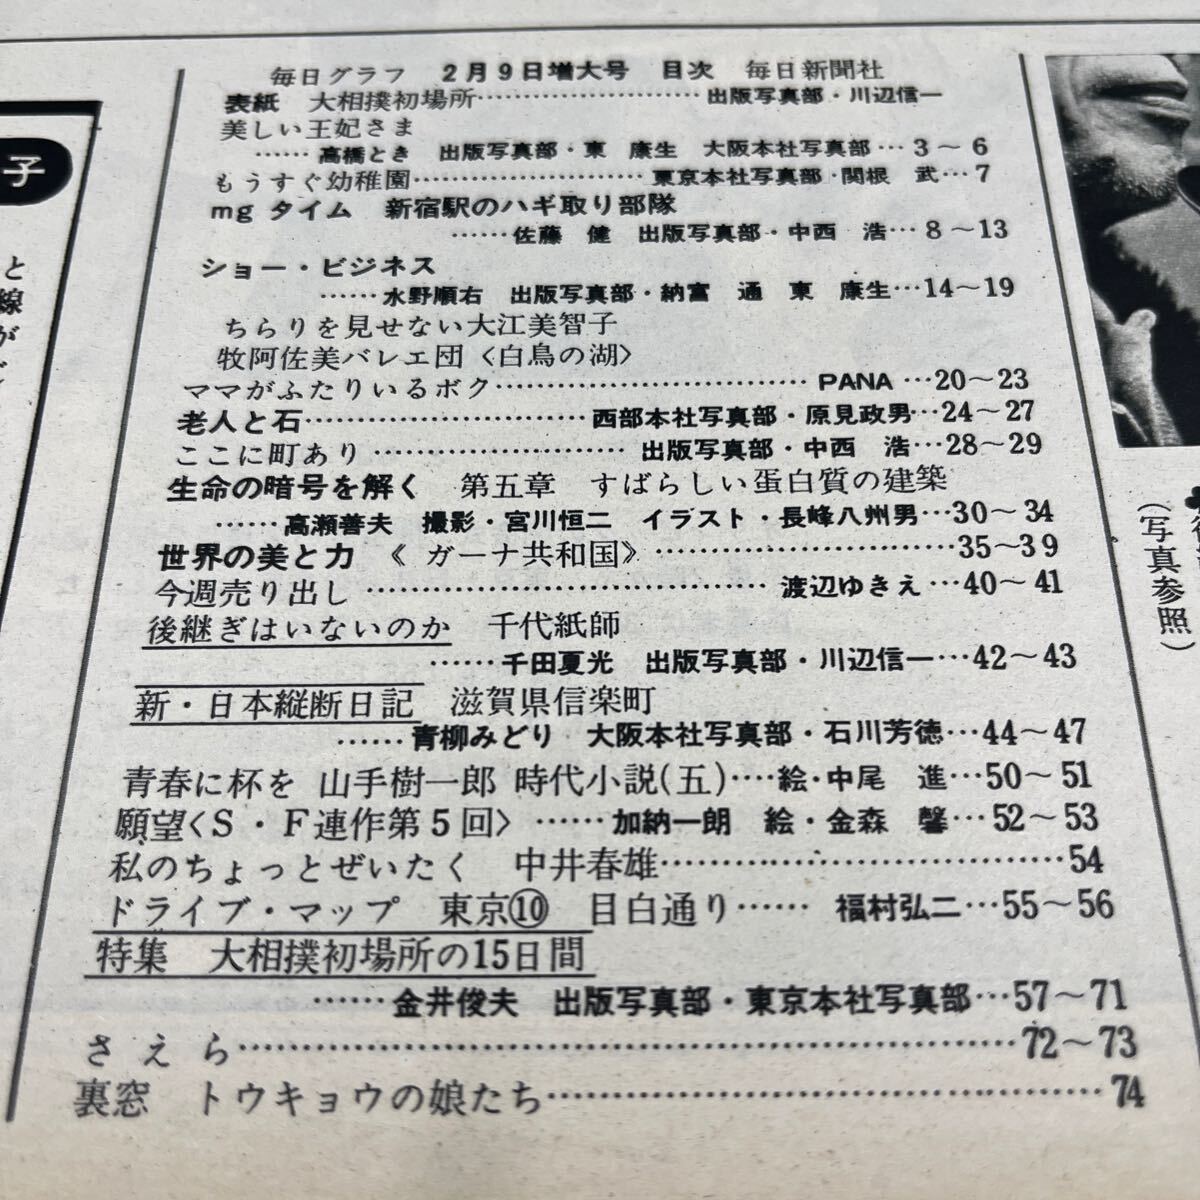 毎日グラフ 2月9日増大号 目次 毎日新聞社
表紙 大相撲初場所……………………出版写真部・川辺信一
美しい王妃さま
……高橋とき 出版写真部・東 康生 大阪本社写真部…3〜6
もうすぐ幼稚園……………………東京本社写真部・関根 武…7
mg タイム 新宿駅のハギ取り部隊
……佐藤 健 出版写真部・中西 浩…8〜13
ショー・ビジネス
……水野順右 出版写真部・納富 通 東 康生…14〜19
ちらりを見せない大江美智子
牧阿佐美バレエ団〈白鳥の湖〉
ママがふたりいるボク…………………………PANA…20〜23
老人と石………………………西部本社写真部・原見政男…24〜27
ここに町あり……………………出版写真部・中西 浩…28〜29
生命の暗号を解く 第五章 すばらしい蛋白質の建築
……高瀬善夫 撮影・宮川恒二 イラスト・長峰八州男…30〜34
世界の美と力 《ガーナ共和国》………………………35〜39
今週売り出し………………………………渡辺ゆきえ…40〜41
後継ぎはいないのか 千代紙師
……千田夏光 出版写真部・川辺信一…42〜43
新・日本縦断日記 滋賀県信楽町
……青柳みどり 大阪本社写真部・石川芳徳…44〜47
青春に杯を 山手樹一郎 時代小説(五)‥‥絵・中尾 進…50〜51
願望〈S・F連作第5回〉……加納一朗 絵・金森 馨…52〜53
私のちょっとぜいたく 中井春雄………………………………54
ドライブ・マップ 東京⑩ 目白通り…… 福村弘二…55〜56
特集 大相撲初場所の15日間
……金井俊夫 出版写真部・東京本社写真部…57〜71
さえら………………………………………………………72〜73
裏窓 トウキョウの娘たち……………………………………74
子
と
線
が
(写真参照)